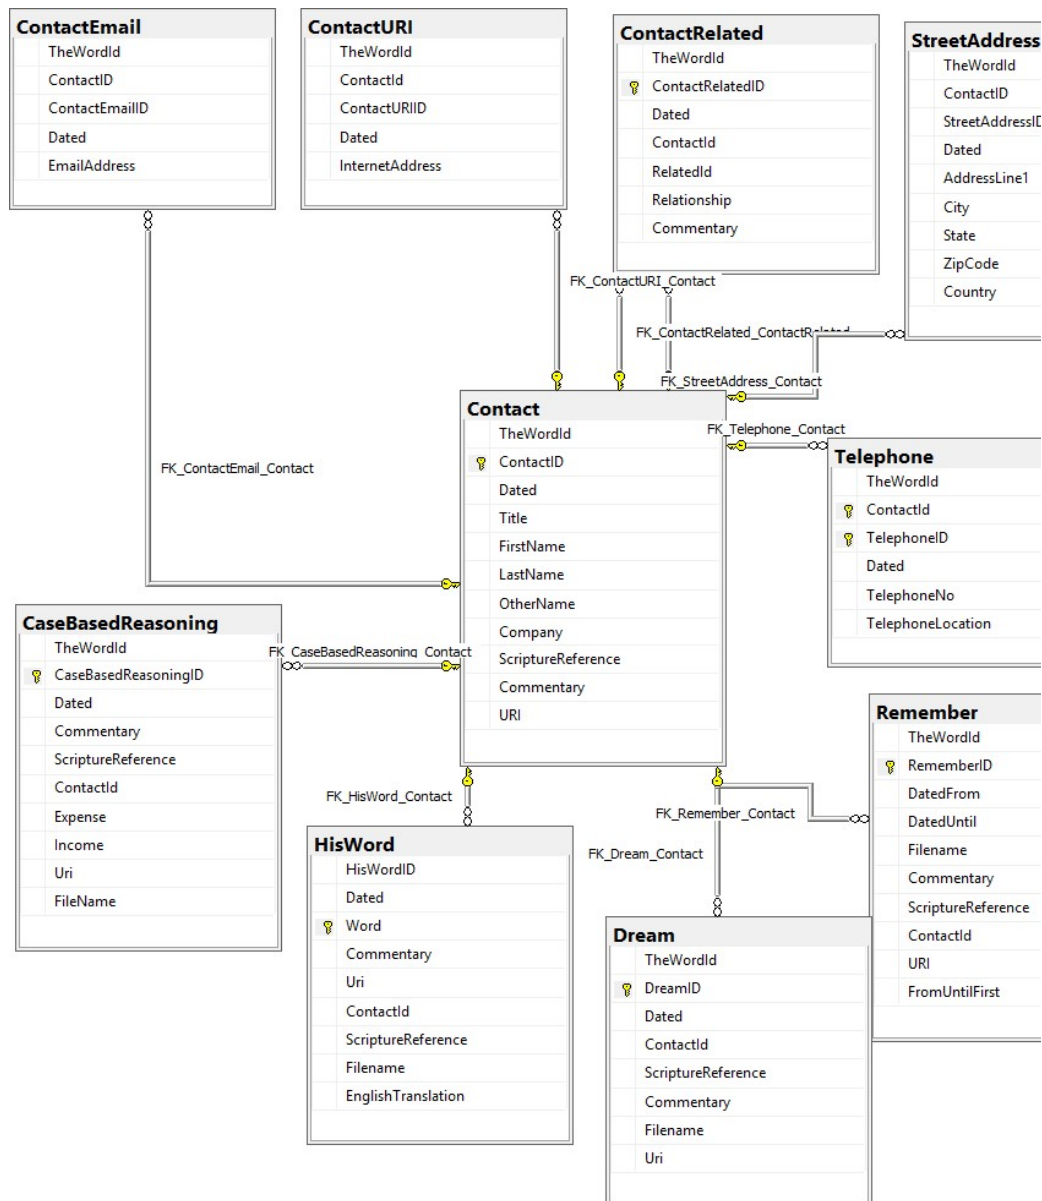 ContactEmail
TheWordId
ContactID
ContactEmailID
Dated
EmailAddress
ContactURI
TheWordId
ContactId
ContactURIID
Dated
InternetAddress
ContactRelated
TheWordId
ContactRelatedID
Dated
ContactId
RelatedId
Relationship
Commentary
StreetAddress
TheWordId
ContactID
StreetAddressID
Dated
AddressLine1
City
State
ZipCode
Country
FK_ContactURI_Contact
FK_ContactRelated_ContactRelated
FK_StreetAddress_Contact
FK_Telephone_Contact
FK_ContactEmail_Contact
Contact
TheWordId
ContactID
Dated
Title
FirstName
LastName
OtherName
Company
ScriptureReference
Commentary
URI
Telephone
TheWordId
ContactId
TelephoneID
Dated
TelephoneNo
TelephoneLocation
CaseBasedReasoning
TheWordId
CaseBasedReasoningID
Dated
Commentary
ScriptureReference
ContactId
Expense
Income
Uri
FileName
FK_CaseBasedReasoning_Contact
FK_HisWord_Contact
FK_Remember_Contact
FK_Dream_Contact
Remember
TheWordId
RememberID
DatedFrom
DatedUntil
Filename
Commentary
ScriptureReference
ContactId
URI
FromUntilFirst
HisWord
HisWordID
Dated
Word
Commentary
Uri
ContactId
ScriptureReference
Filename
EnglishTranslation
Dream
TheWordId
DreamID
Dated
ContactId
ScriptureReference
Commentary
Filename
Uri